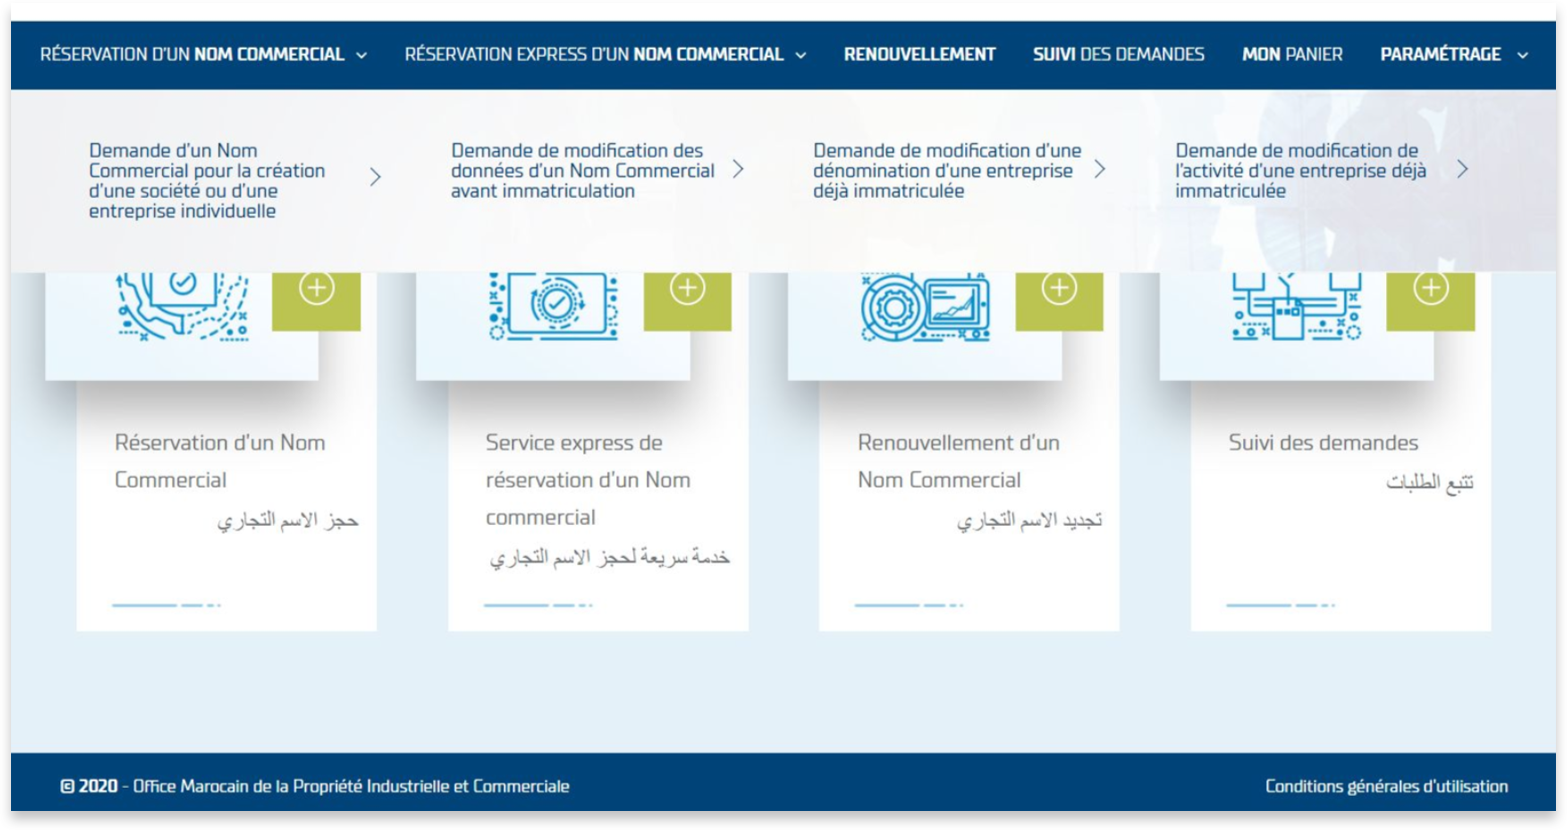 RÉSERVATION D'UN NOM COMMERCIAL
RÉSERVATION EXPRESS D'UN NOM COMMERCIAL
RENOUVELLEMENT
SUIVI DES DEMANDES
MON PANIER
PARAMÉTRAGE
Demande d'un Nom
Commercial pour la création
d'une société ou d'une
entreprise individuelle
Demande de modification des
données d'un Nom Commercial
avant immatriculation
Demande de modification d'une
dénomination d'une entreprise
déjà immatriculée
Demande de modification de
l'activité d'une entreprise déjà
immatriculée
Réservation d'un Nom
Commercial
حجز الاسم التجاري
Service express de
réservation d'un Nom
commercial
خدمة سريعة لحجز الاسم التجاري
Renouvellement d'un
Nom Commercial
تجديد الاسم التجاري
Suivi des demandes
تتبع الطلبات
© 2020 - Office Marocain de la Propriété Industrielle et Commerciale
Conditions générales d'utilisation